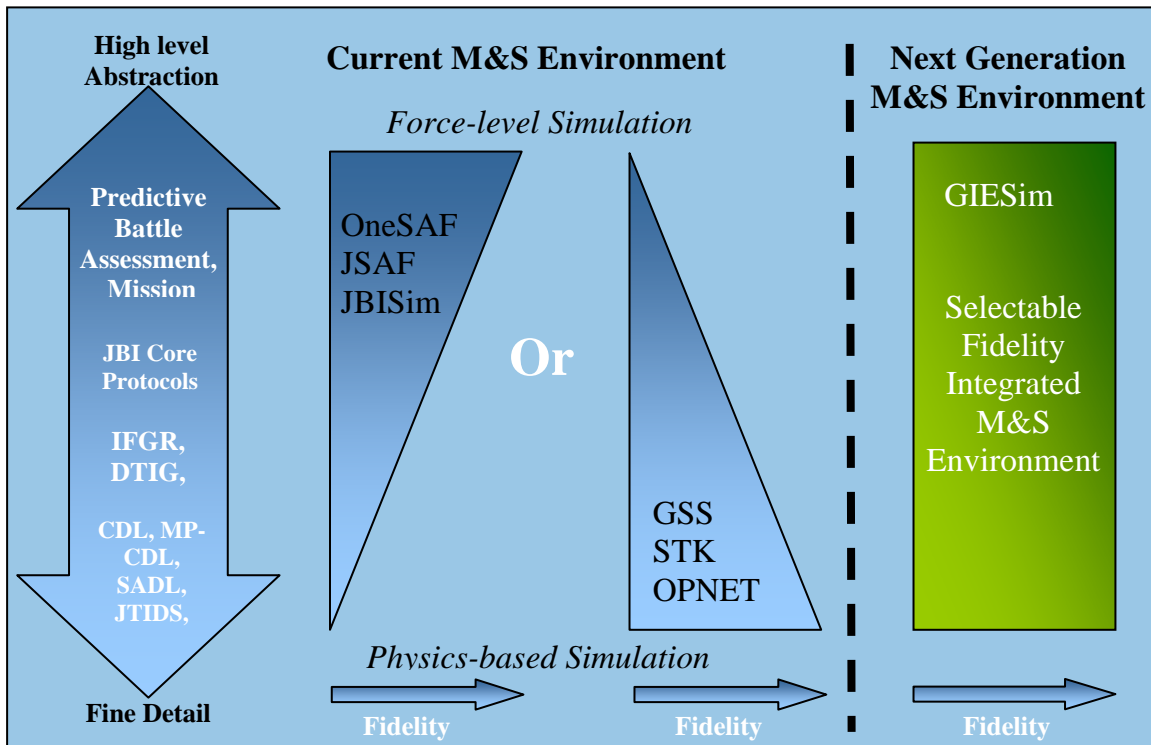 High level
Abstraction
Predictive
Battle
Assessment,
Mission
JBI Core
Protocols
IFGR,
DTIG,
CDL, MP-
CDL,
SADL,
JTIDS,
Fine Detail
Current M&S Environment
Force-level Simulation
OneSAF
JSAF
JBISim
Or
GSS
STK
OPNET
Physics-based Simulation
Fidelity
Fidelity
Next Generation
M&S Environment
GIESim
Selectable
Fidelity
Integrated
M&S
Environment
Fidelity